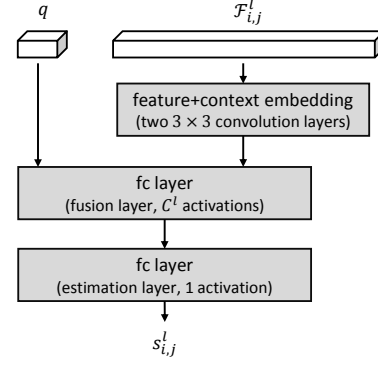 q
ℱ^l_{i,j}
feature+context embedding
(two 3 × 3 convolution layers)
fc layer
(fusion layer, C^l activations)
fc layer
(estimation layer, 1 activation)
s^l_{i,j}